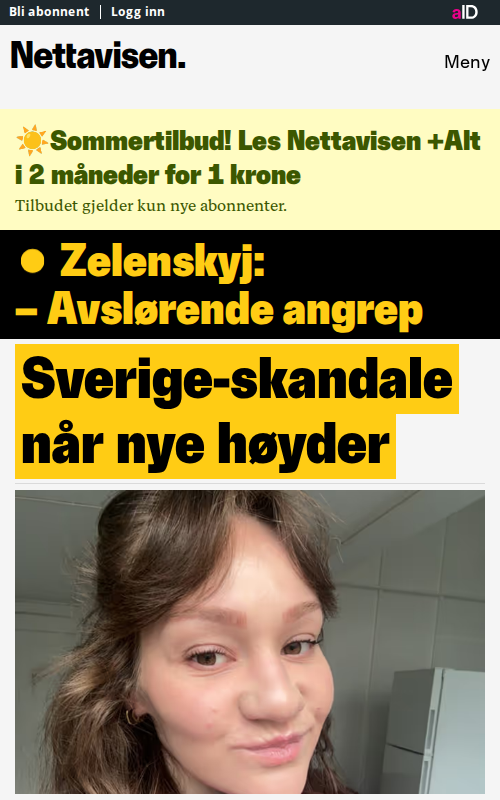 Bli abonnent | Logg inn
aID
Nettavisen.
Meny
☀️Sommertilbud! Les Nettavisen +Alt
i 2 måneder for 1 krone
Tilbudet gjelder kun nye abonnenter.
● Zelenskyj:
– Avslørende angrep
Sverige-skandale
når nye høyder